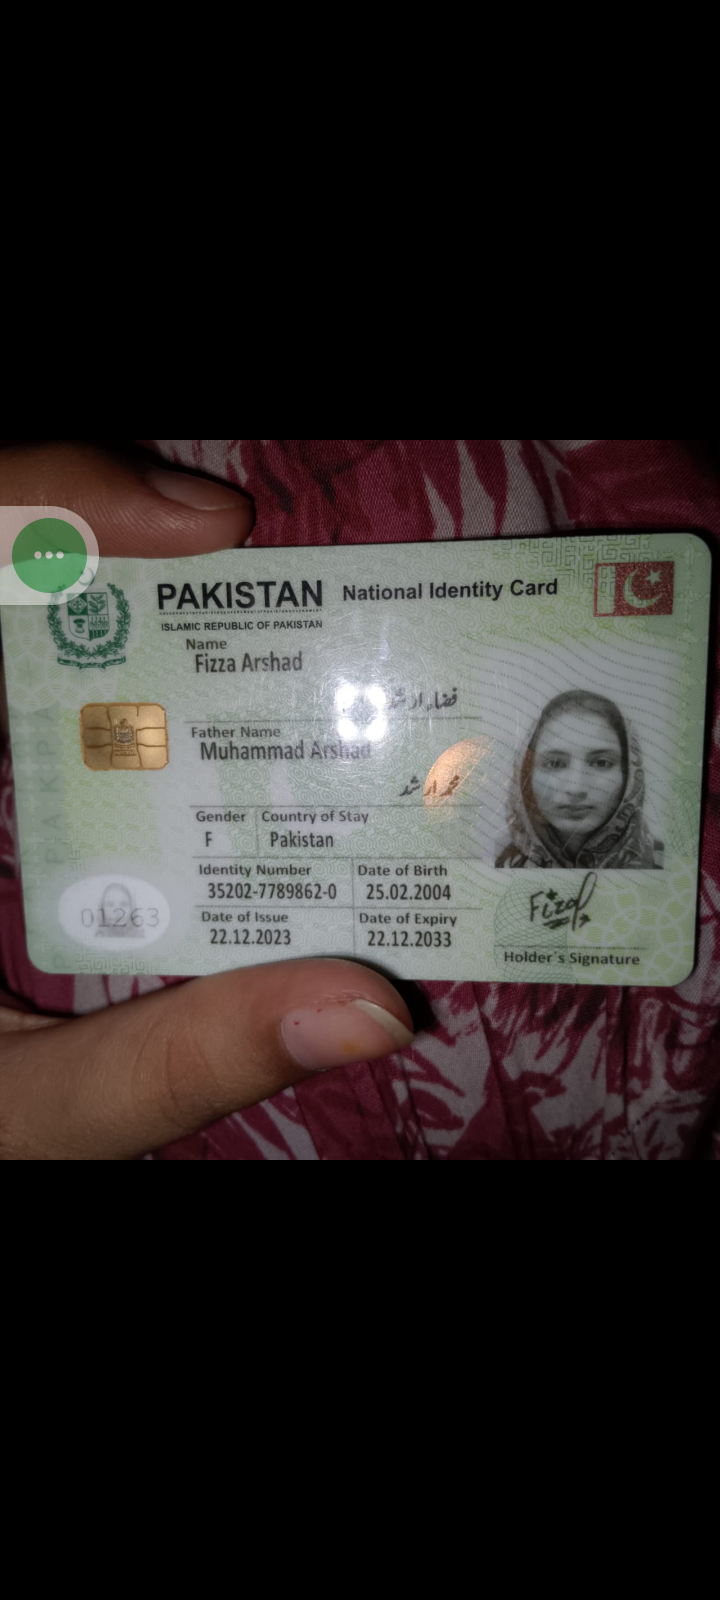 PAKISTAN National Identity Card
ISLAMIC REPUBLIC OF PAKISTAN
Name
Fizza Arshad
فضاء ارشد
Father Name
Muhammad Arshad
محمد ارشد
Gender Country of Stay
F Pakistan
Identity Number Date of Birth
35202-7789862-0 25.02.2004
01263
Date of Issue Date of Expiry
22.12.2023 22.12.2033
Holder's Signature